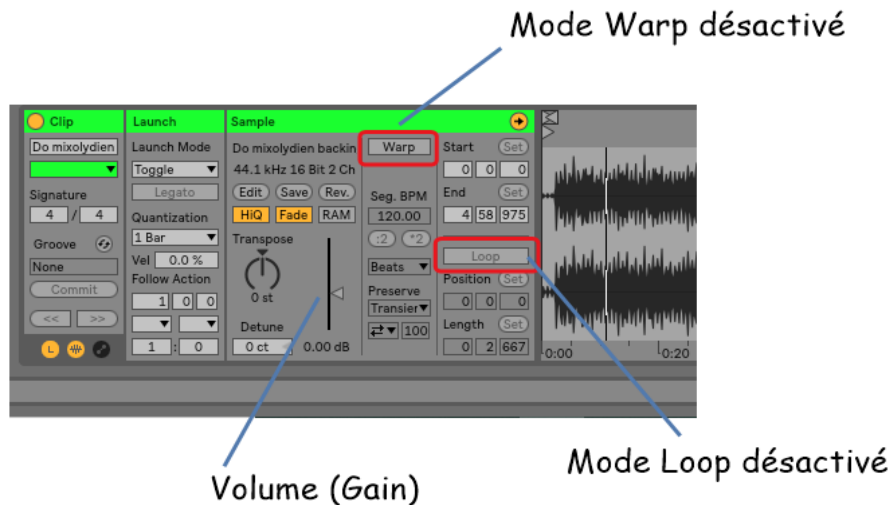 Mode Warp désactivé
Clip
Launch
Sample
Do mixolydien
Launch Mode
Do mixolydien backin
Warp
Start
Set
Toggle
44.1 kHz 16 Bit 2 Ch
0 0 0
Signature
Legato
Edit
Save
Rev.
Seg. BPM
End
Set
4 / 4
Quantization
HiQ
Fade
RAM
120.00
4 58 975
Groove
1 Bar
Transpose
:2
*2
Loop
None
Vel 0.0 %
Beats
Position
Set
Commit
Follow Action
0 st
Preserve
0 0 0
<< >>
1 0 0
Transier
Length
Set
Detune
100
0 2 667
L
1 : 0
0 ct
0.00 dB
0:00
0:20
Mode Loop désactivé
Volume (Gain)